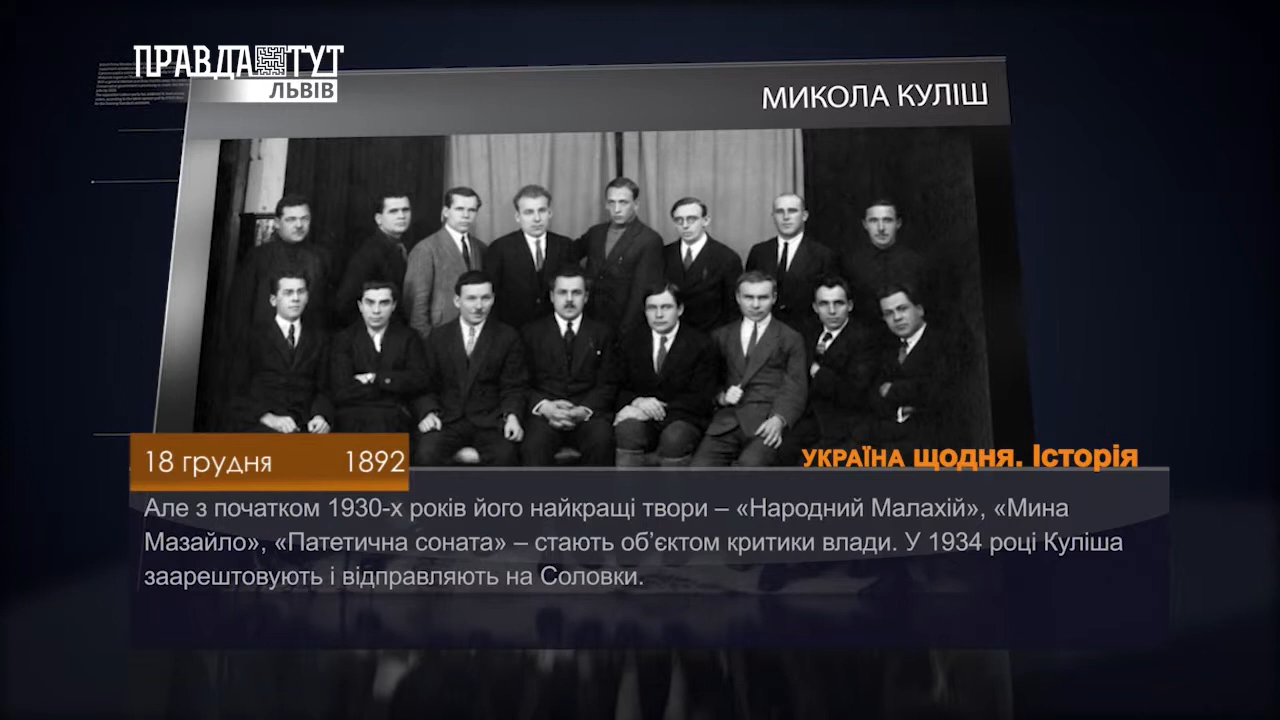 ПРАВДА ТУТ
ЛЬВІВ
МИКОЛА КУЛІШ
18 грудня 1892
УКРАЇНА щодня. Історія
Але з початком 1930-х років його найкращі твори – «Народний Малахій», «Мина
Мазайло», «Патетична соната» – стають об’єктом критики влади. У 1934 році Куліша
заарештовують і відправляють на Соловки.